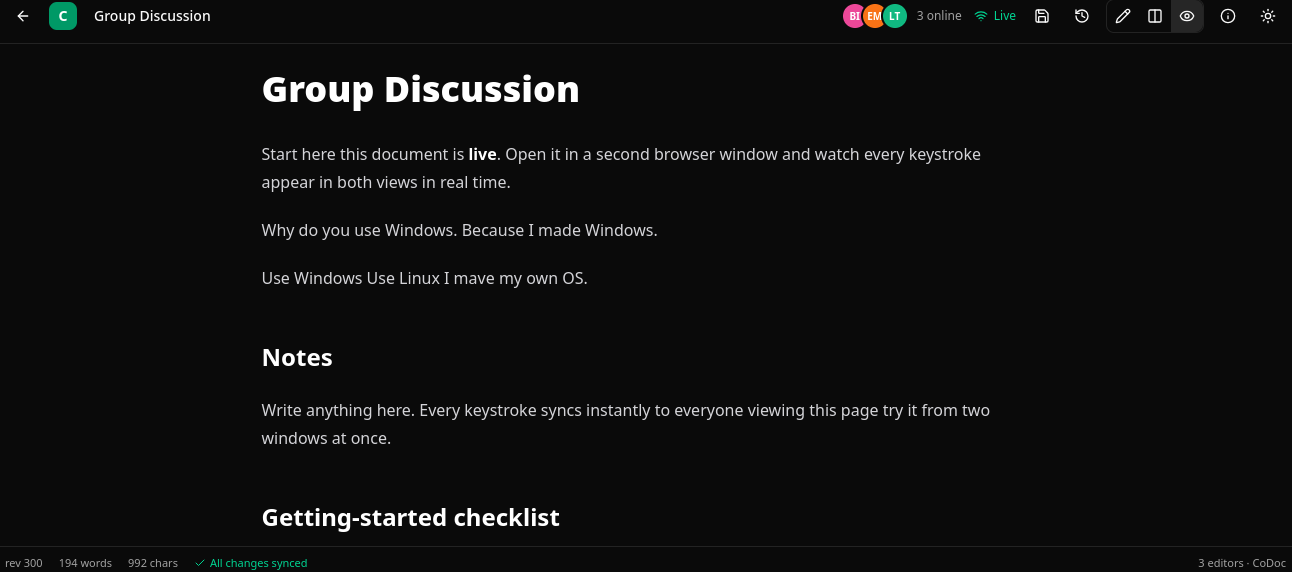 C Group Discussion BI EM LT 3 online Live
Group Discussion
Start here this document is live. Open it in a second browser window and watch every keystroke
appear in both views in real time.
Why do you use Windows. Because I made Windows.
Use Windows Use Linux I mave my own OS.
Notes
Write anything here. Every keystroke syncs instantly to everyone viewing this page try it from two
windows at once.
Getting-started checklist
rev 300 194 words 992 chars All changes synced 3 editors · CoDoc